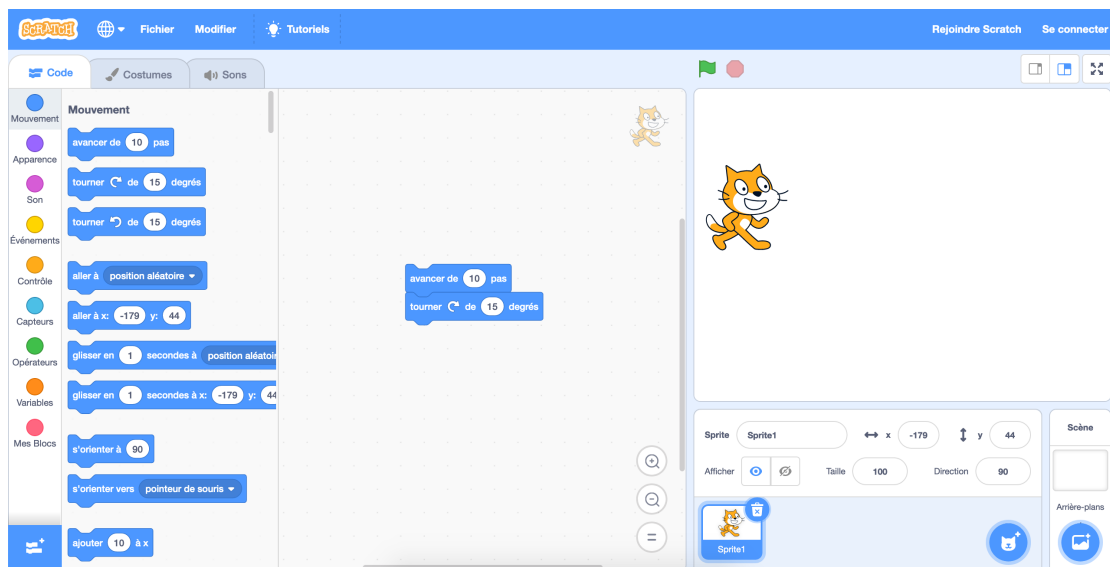 SCRATCH Fichier Modifier Tutoriels Rejoindre Scratch Se connecter
Code Costumes Sons
Mouvement
Apparence
Son
Événements
Contrôle
Capteurs
Opérateurs
Variables
Mes Blocs
Mouvement
avancer de 10 pas
tourner de 15 degrés
tourner de 15 degrés
aller à position aléatoire
aller à x: -179 y: 44
glisser en 1 secondes à position aléatoi
glisser en 1 secondes à x: -179 y: 44
s'orienter à 90
s'orienter vers pointeur de souris
ajouter 10 à x
avancer de 10 pas
tourner de 15 degrés
Sprite Sprite1 x -179 y 44
Afficher Taille 100 Direction 90
Sprite1
Scène
Arrière-plans